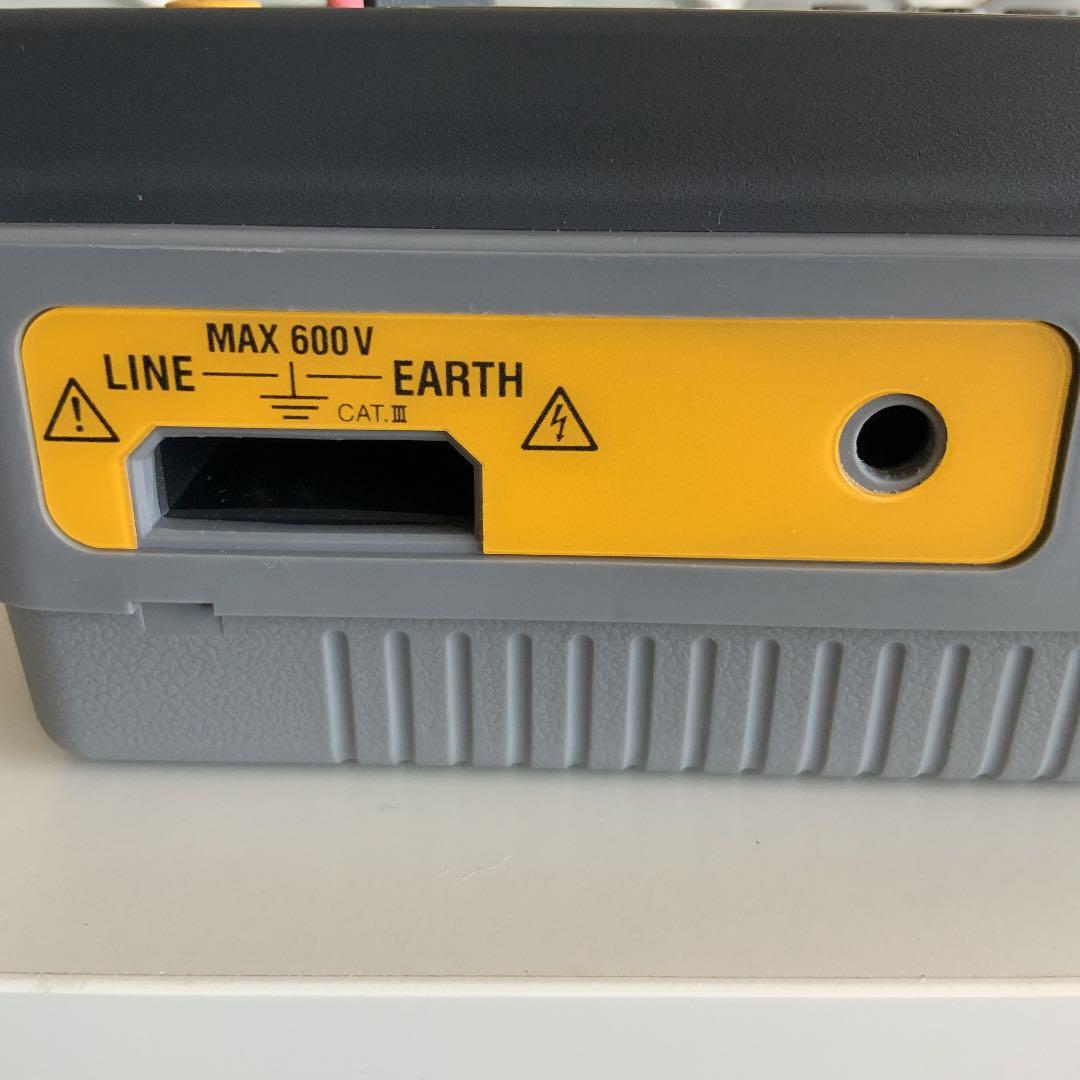 MAX 600V
LINE EARTH
CAT.Ⅲ